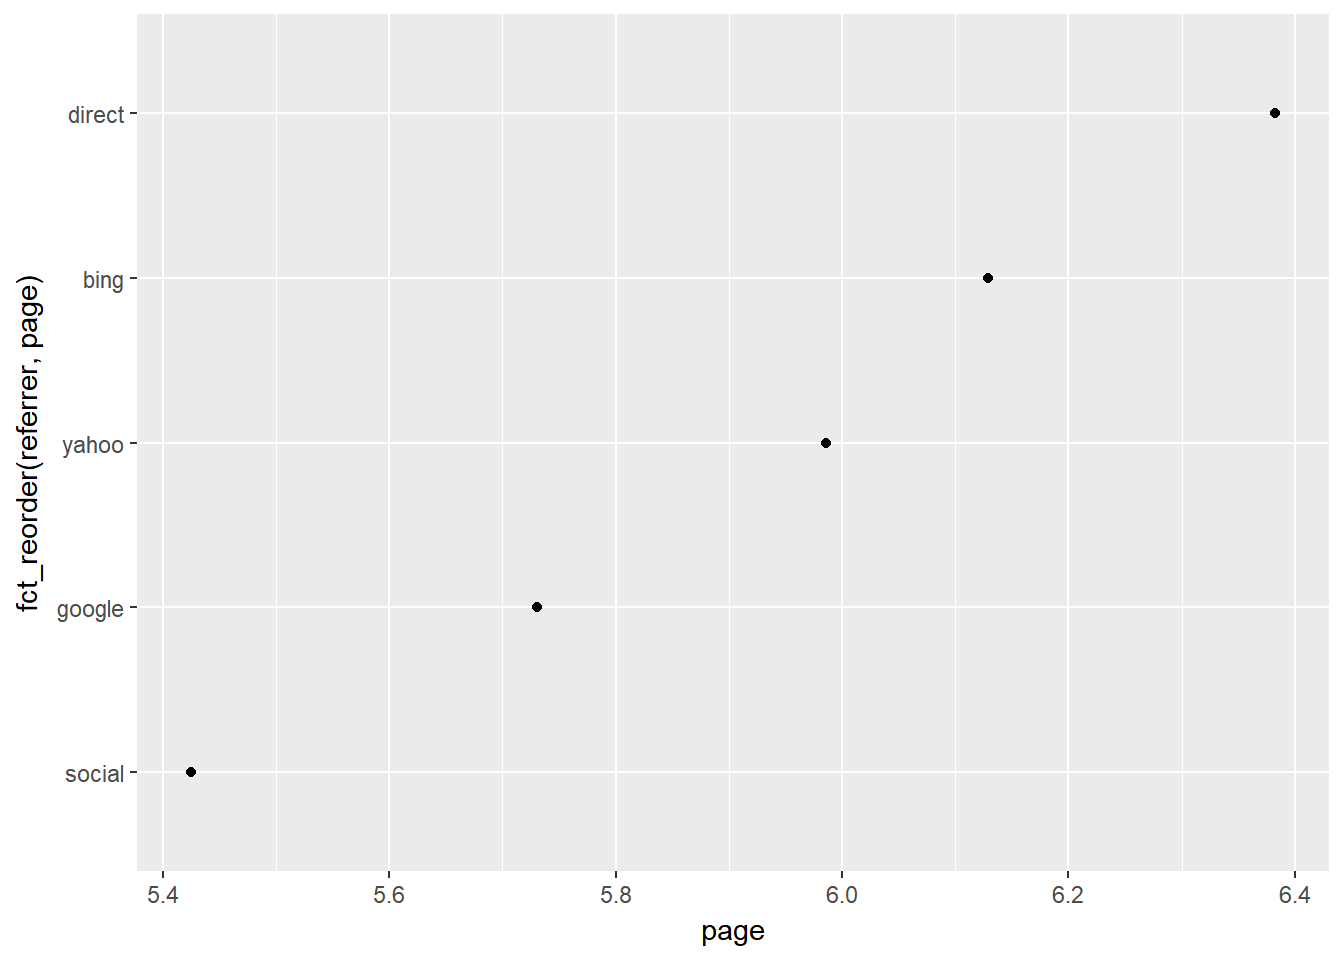 fct_reorder(referrer, page)
direct
bing
yahoo
google
social
5.4 5.6 5.8 6.0 6.2 6.4
page